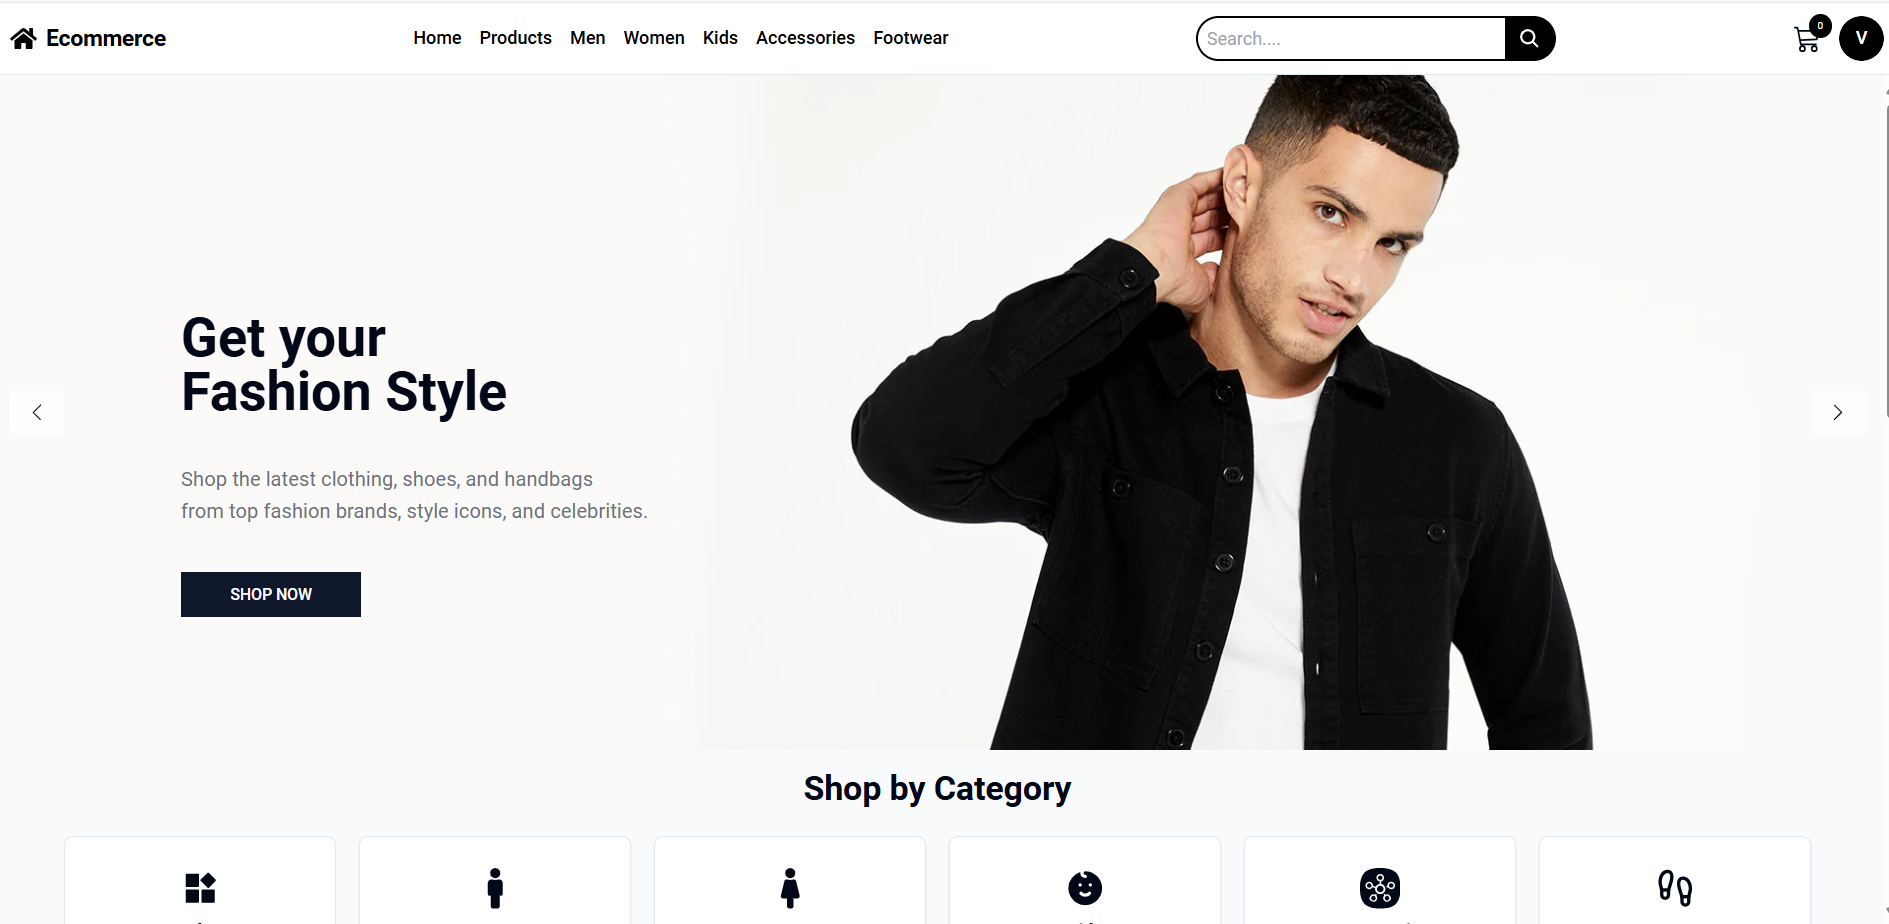 Ecommerce
Home
Products
Men
Women
Kids
Accessories
Footwear
Search....
0
V
Get your
Fashion Style
Shop the latest clothing, shoes, and handbags
from top fashion brands, style icons, and celebrities.
SHOP NOW
Shop by Category